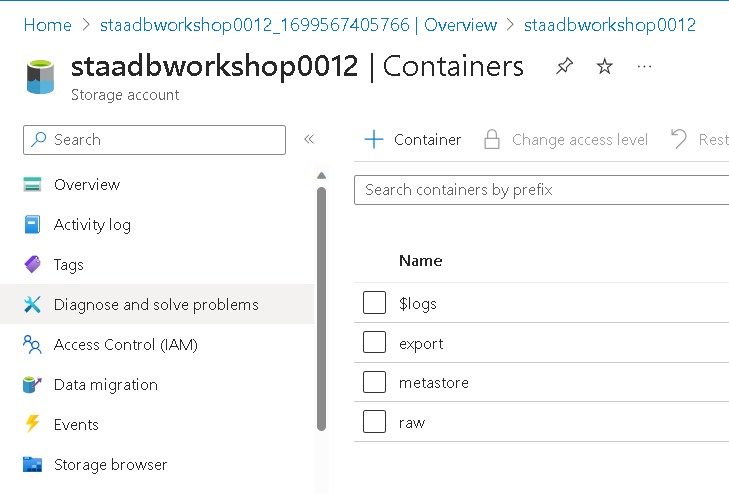 Home > staadbworkshop0012_1699567405766 | Overview > staadbworkshop0012
staadbworkshop0012 | Containers
Storage account
Search
Overview
Activity log
Tags
Diagnose and solve problems
Access Control (IAM)
Data migration
Events
Storage browser
Container Change access level Rest
Search containers by prefix
Name
$logs
export
metastore
raw